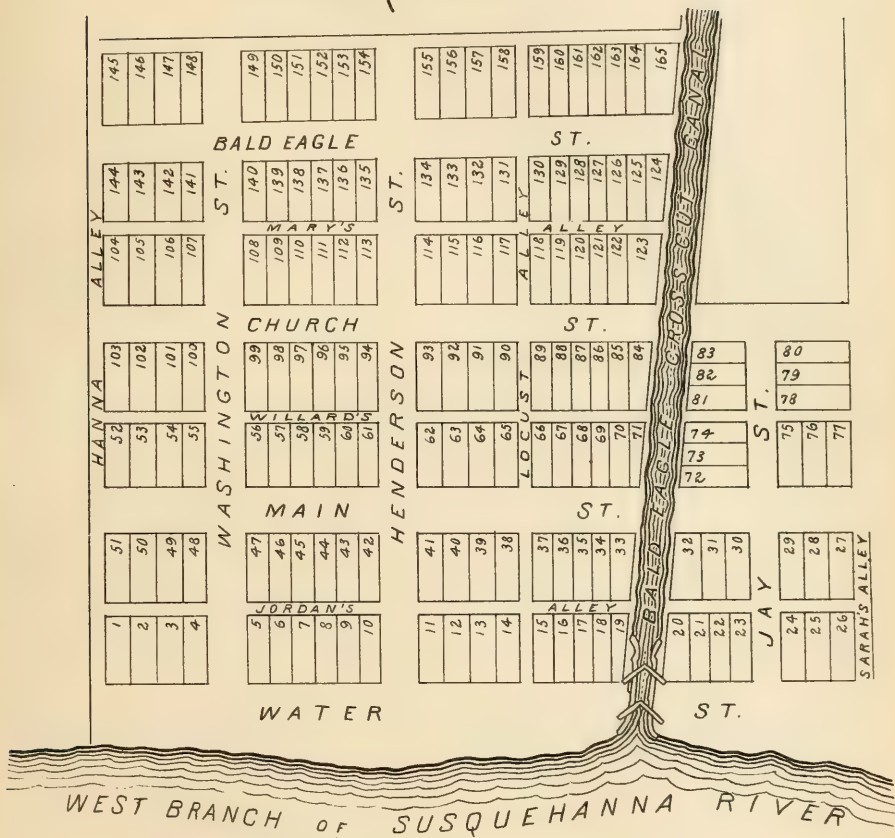 145 146 147 148 149 150 151 152 153 154 155 156 157 158 159 160 161 162 163 164 165
BALD EAGLE ST.
144 143 142 141 140 139 138 137 136 135 134 133 132 131 130 129 128 127 126 125 124
MARY'S ALLEY
104 105 106 107 108 109 110 111 112 113 114 115 116 117 118 119 120 121 122 123
CHURCH ST.
103 102 101 100 99 98 97 96 95 94 93 92 91 90 89 88 87 86 85 84
83 80
82 79
81 78
WILLARD'S
52 53 54 55 56 57 58 59 60 61 62 63 64 65 66 67 68 69 70 71
74 75 76 77
73
72
MAIN ST.
51 50 49 48 47 46 45 44 43 42 41 40 39 38 37 36 35 34 33 32 31 30 29 28 27
JORDAN'S ALLEY
1 2 3 4 5 6 7 8 9 10 11 12 13 14 15 16 17 18 19 20 21 22 23 24 25 26
WATER ST.
HANNA ALLEY
WASHINGTON ST.
HENDERSON ST.
LOCUST ALLEY
BALD EAGLE CROSS CUT CANAL
JAY ST.
SARAH'S ALLEY
WEST BRANCH OF SUSQUEHANNA RIVER